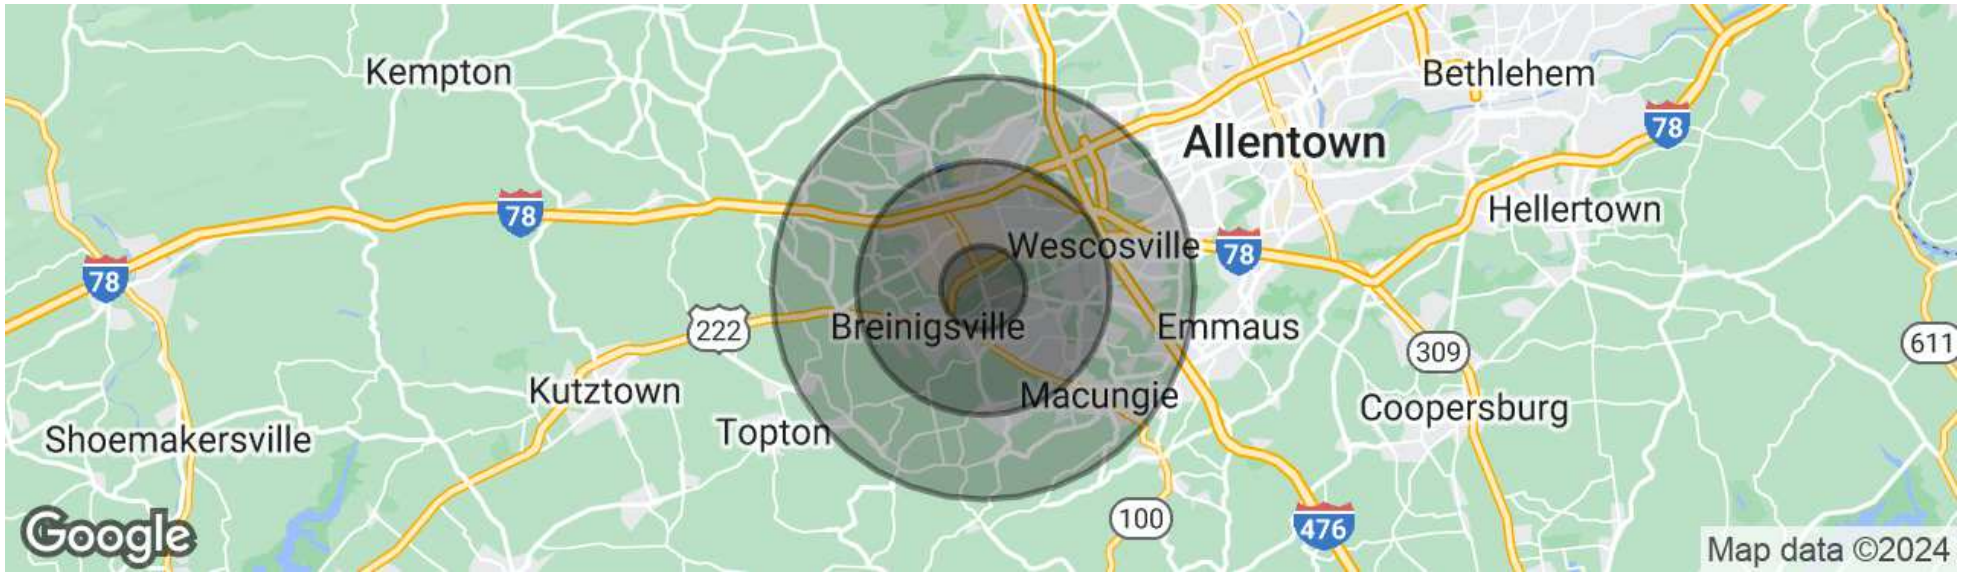 Kempton
Bethlehem
78
Allentown
78
Hellertown
Wescosville
78
78
222
Breinigsville
Emmaus
611
309
Kutztown
Macungie
Coopersburg
Topton
Shoemakersville
100
476
Google
Map data ©2024